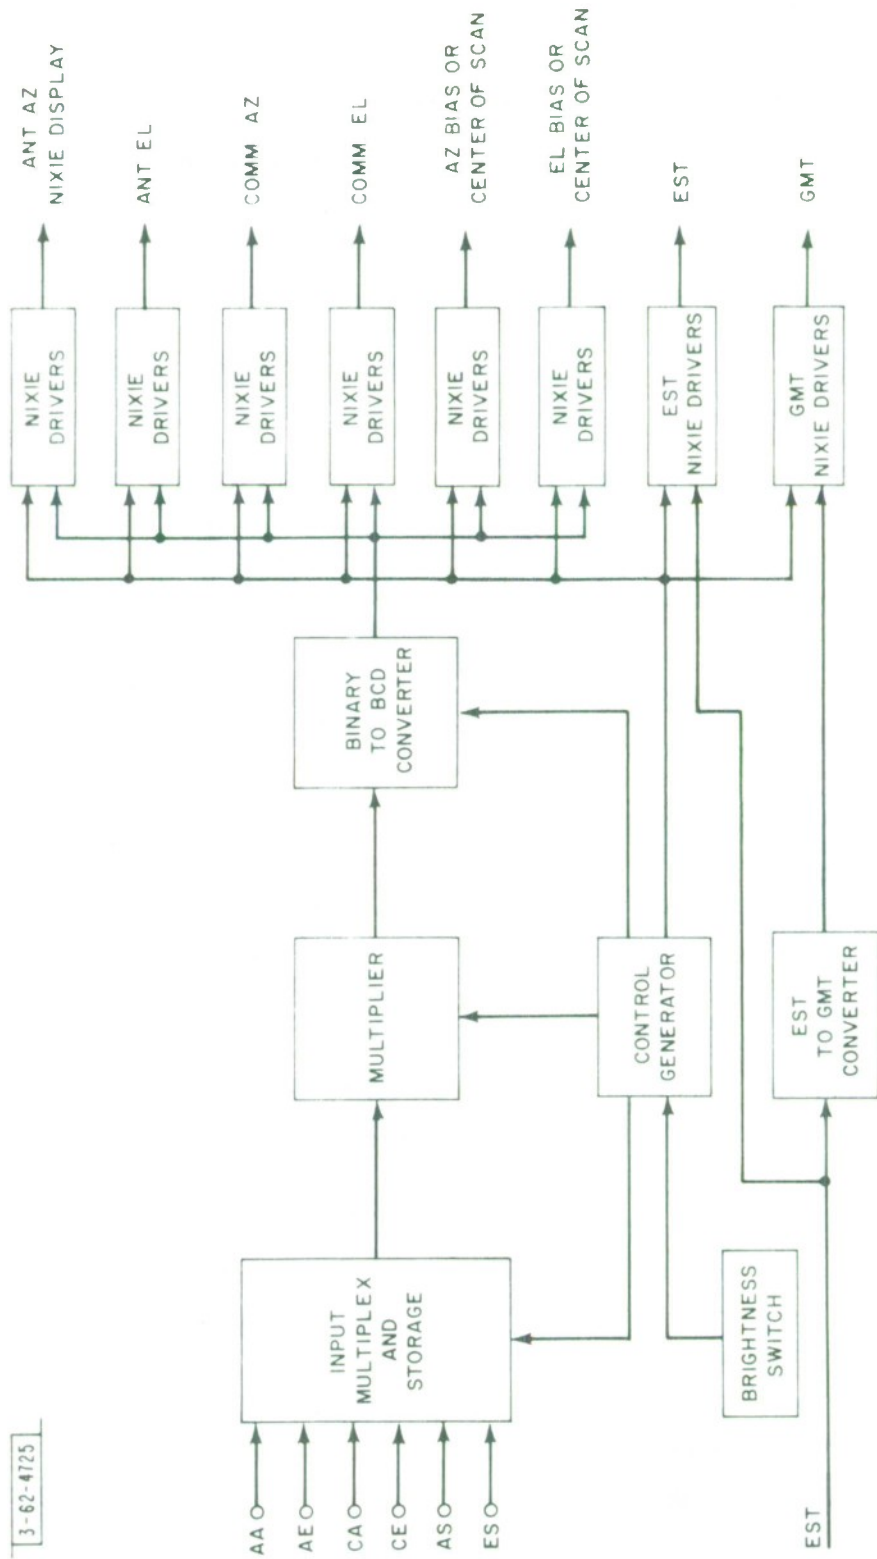 3-62-4725
AA
AE
CA
CE
AS
ES
INPUT
MULTIPLEX
AND
STORAGE
MULTIPLIER
BINARY
TO BCD
CONVERTER
BRIGHTNESS
SWITCH
CONTROL
GENERATOR
EST
EST
TO GMT
CONVERTER
NIXIE
DRIVERS
NIXIE
DRIVERS
NIXIE
DRIVERS
NIXIE
DRIVERS
NIXIE
DRIVERS
NIXIE
DRIVERS
EST
NIXIE DRIVERS
GMT
NIXIE DRIVERS
ANT AZ
NIXIE DISPLAY
ANT EL
COMM AZ
COMM EL
AZ BIAS OR
CENTER OF SCAN
EL BIAS OR
CENTER OF SCAN
EST
GMT